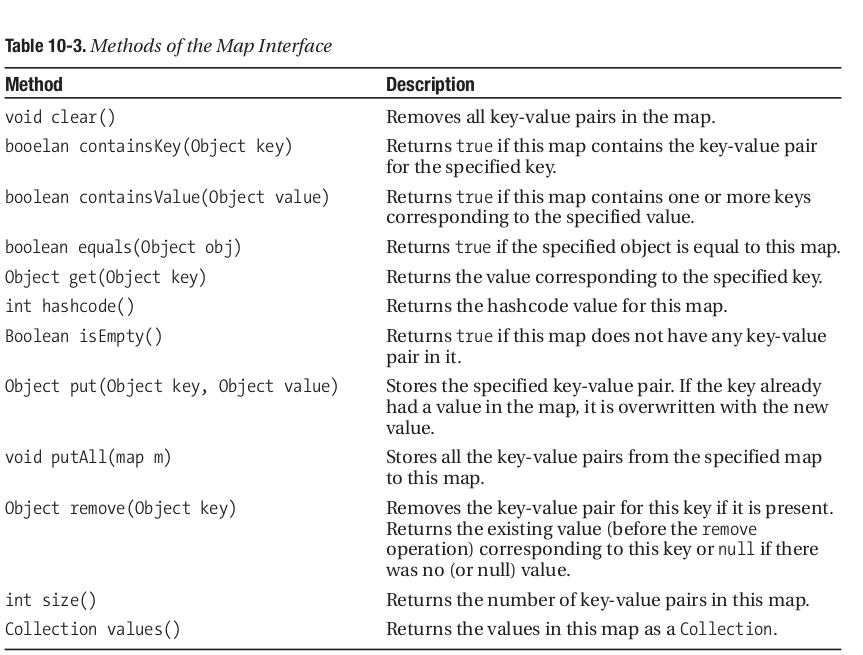 Table 10-3. Methods of the Map Interface
Method Description
void clear() Removes all key-value pairs in the map.
booelan containsKey(Object key) Returns true if this map contains the key-value pair
for the specified key.
boolean containsValue(Object value) Returns true if this map contains one or more keys
corresponding to the specified value.
boolean equals(Object obj) Returns true if the specified object is equal to this map.
Object get(Object key) Returns the value corresponding to the specified key.
int hashcode() Returns the hashcode value for this map.
Boolean isEmpty() Returns true if this map does not have any key-value
pair in it.
Object put(Object key, Object value) Stores the specified key-value pair. If the key already
had a value in the map, it is overwritten with the new
value.
void putAll(map m) Stores all the key-value pairs from the specified map
to this map.
Object remove(Object key) Removes the key-value pair for this key if it is present.
Returns the existing value (before the remove
operation) corresponding to this key or null if there
was no (or null) value.
int size() Returns the number of key-value pairs in this map.
Collection values() Returns the values in this map as a Collection.